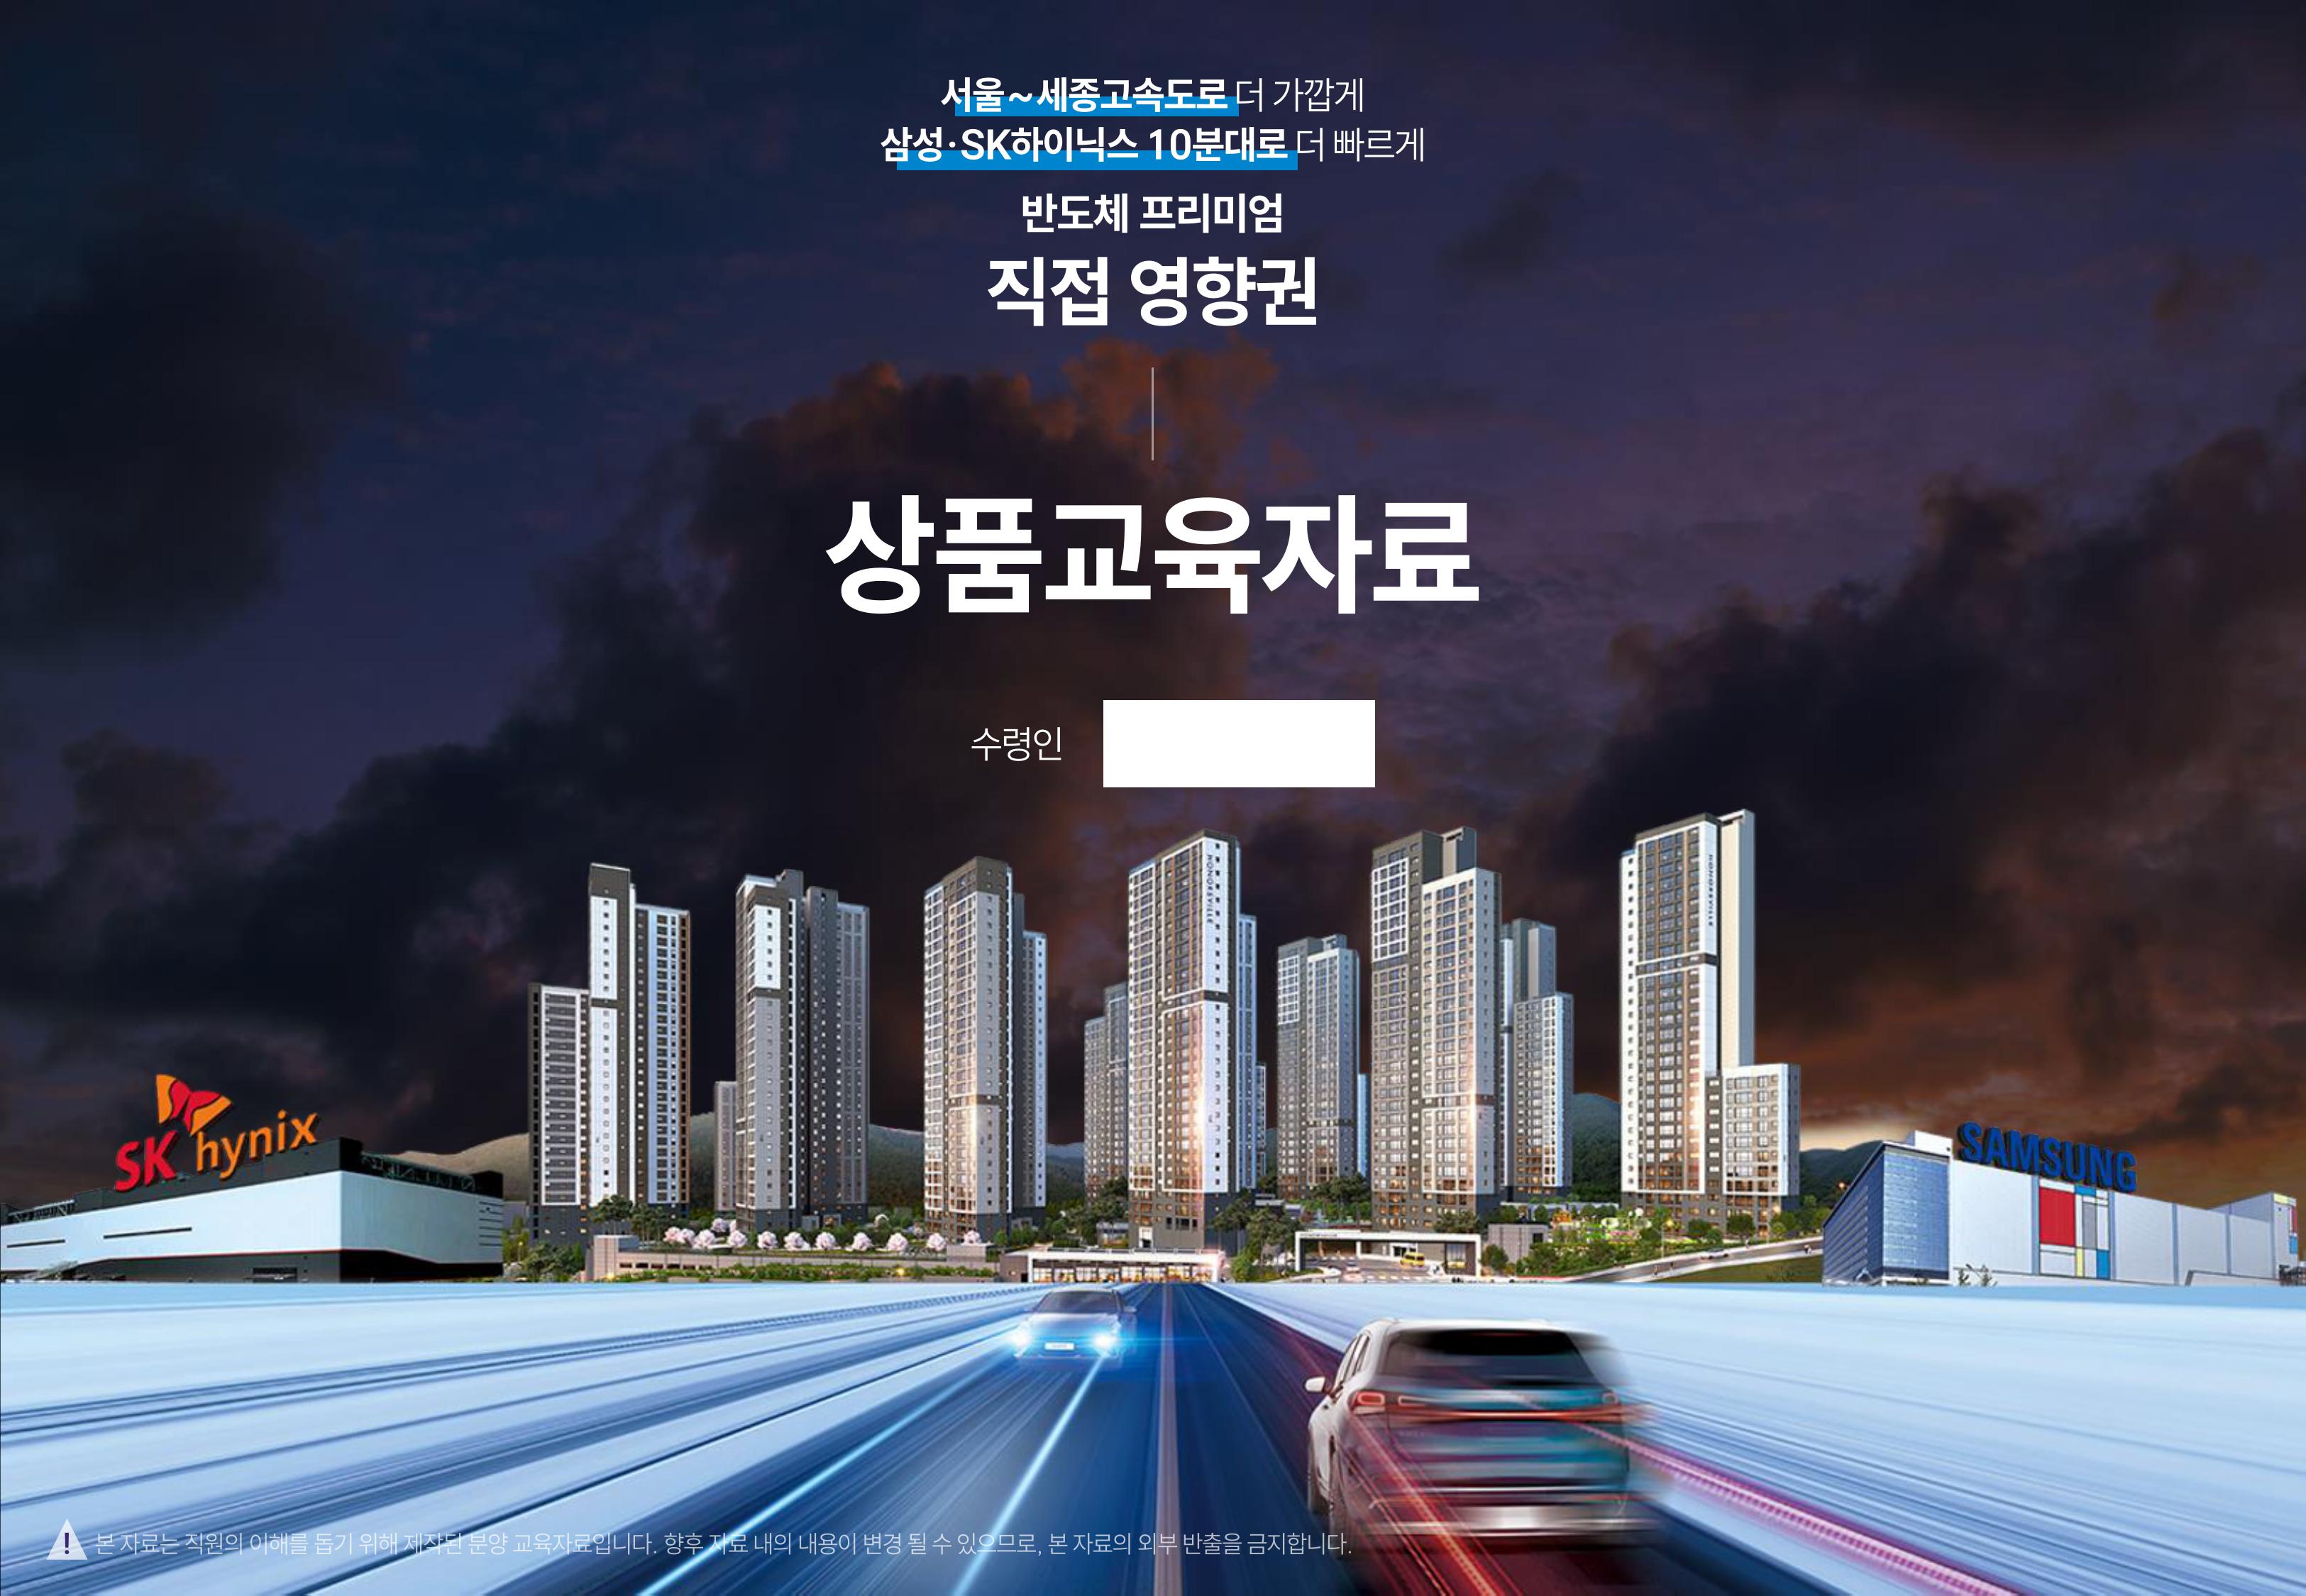 서울~세종고속도로 더 가깝게
삼성·SK하이닉스 10분대로 더 빠르게
반도체 프리미엄
직접 영향권
상품교육자료
수령인
HONORSVILLE
HONORSVILLE
SK hynix
SAMSUNG
! 본 자료는 직원의 이해를 돕기 위해 제작된 분양 교육자료입니다. 향후 자료 내의 내용이 변경 될 수 있으므로, 본 자료의 외부 반출을 금지합니다.